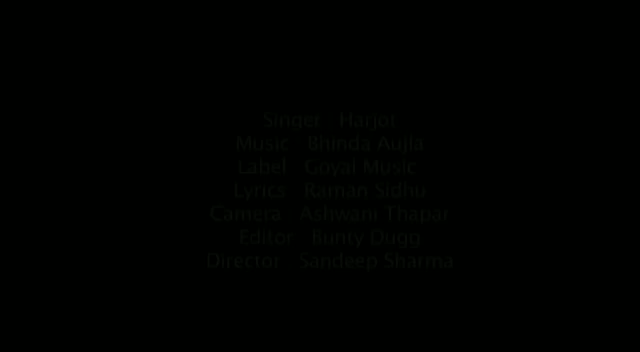 Singer Harjot
Music Bhinda Aujla
Label Goyal Music
Lyrics Raman Sidhu
Camera Ashwani Thapar
Editor Bunty Dugg
Director Sandeep Sharma